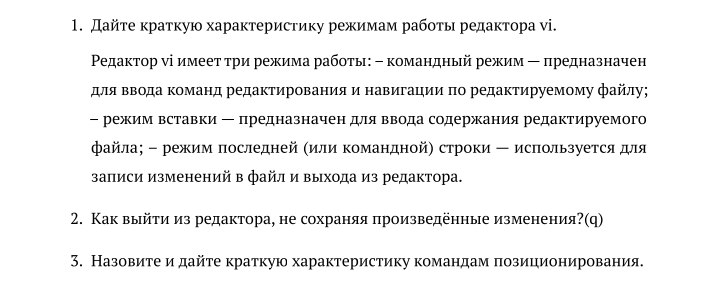 1. Дайте краткую характеристику режимам работы редактора vi.
Редактор vi имеет три режима работы: – командный режим — предназначен
для ввода команд редактирования и навигации по редактируемому файлу;
– режим вставки — предназначен для ввода содержания редактируемого
файла; – режим последней (или командной) строки — используется для
записи изменений в файл и выхода из редактора.
2. Как выйти из редактора, не сохраняя произведённые изменения?(q)
3. Назовите и дайте краткую характеристику командам позиционирования.